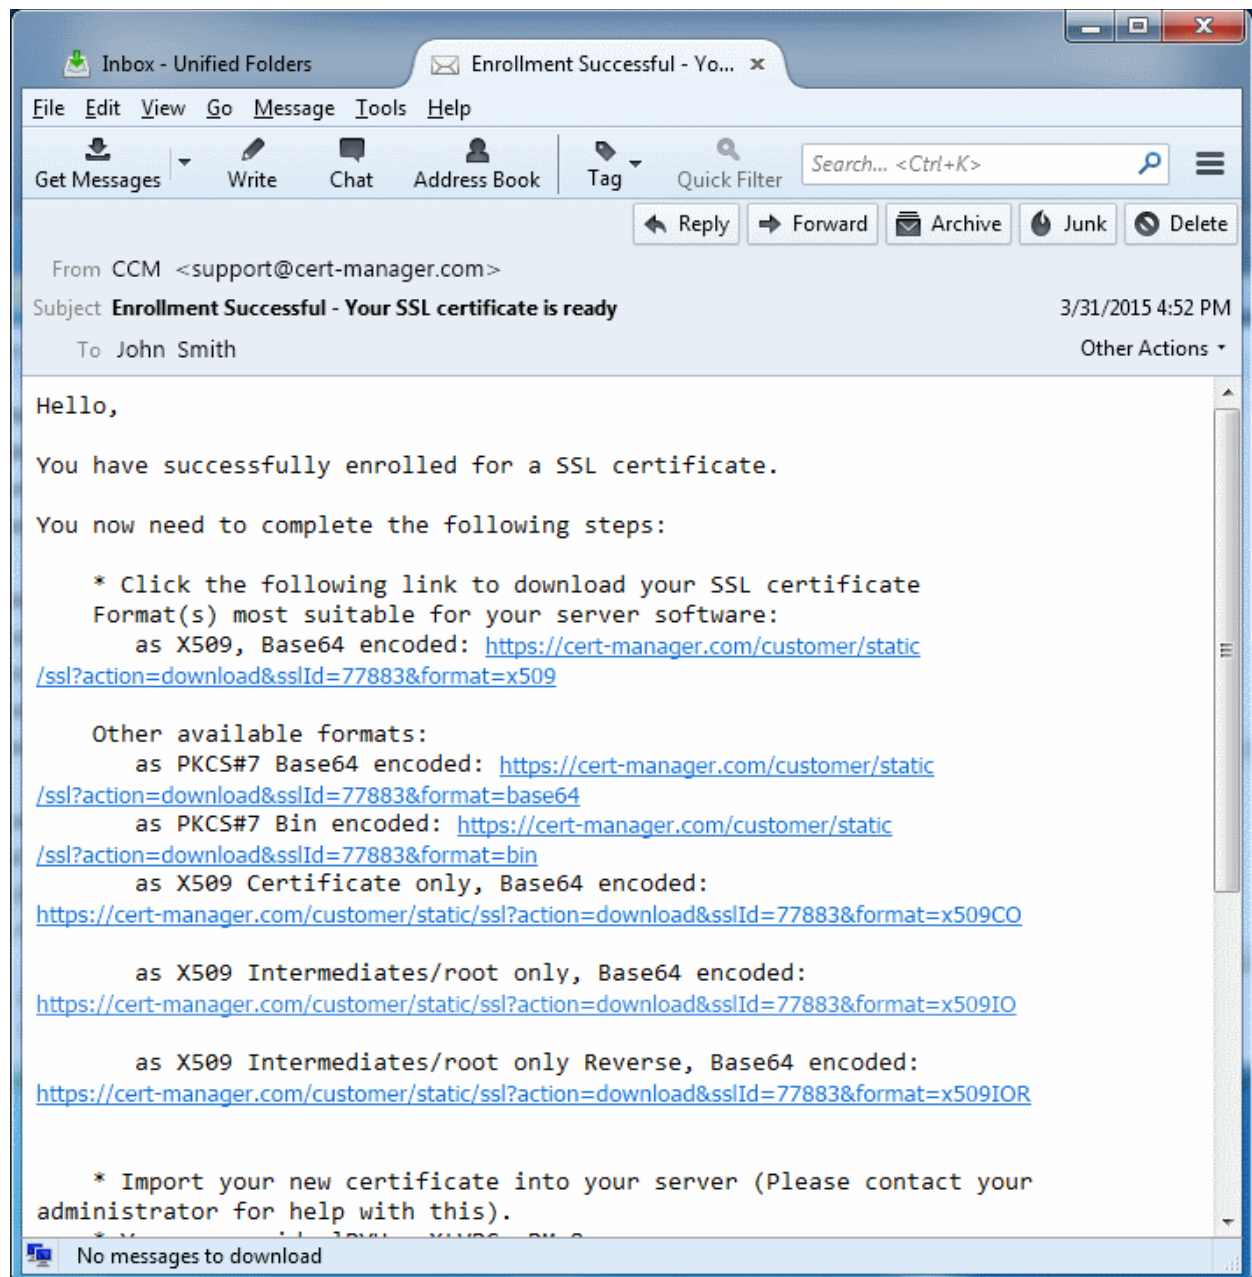 Inbox - Unified Folders
Enrollment Successful - Yo...
File Edit View Go Message Tools Help
Get Messages Write Chat Address Book Tag Quick Filter Search... <Ctrl+K>
Reply Forward Archive Junk Delete
From CCM <support@cert-manager.com>
Subject Enrollment Successful - Your SSL certificate is ready 3/31/2015 4:52 PM
To John Smith Other Actions
Hello,
You have successfully enrolled for a SSL certificate.
You now need to complete the following steps:
* Click the following link to download your SSL certificate
Format(s) most suitable for your server software:
as X509, Base64 encoded: https://cert-manager.com/customer/static
/ssl?action=download&sslId=77883&format=x509
Other available formats:
as PKCS#7 Base64 encoded: https://cert-manager.com/customer/static
/ssl?action=download&sslId=77883&format=base64
as PKCS#7 Bin encoded: https://cert-manager.com/customer/static
/ssl?action=download&sslId=77883&format=bin
as X509 Certificate only, Base64 encoded:
https://cert-manager.com/customer/static/ssl?action=download&sslId=77883&format=x509CO
as X509 Intermediates/root only, Base64 encoded:
https://cert-manager.com/customer/static/ssl?action=download&sslId=77883&format=x509IO
as X509 Intermediates/root only Reverse, Base64 encoded:
https://cert-manager.com/customer/static/ssl?action=download&sslId=77883&format=x509IOR
* Import your new certificate into your server (Please contact your
administrator for help with this).
No messages to download